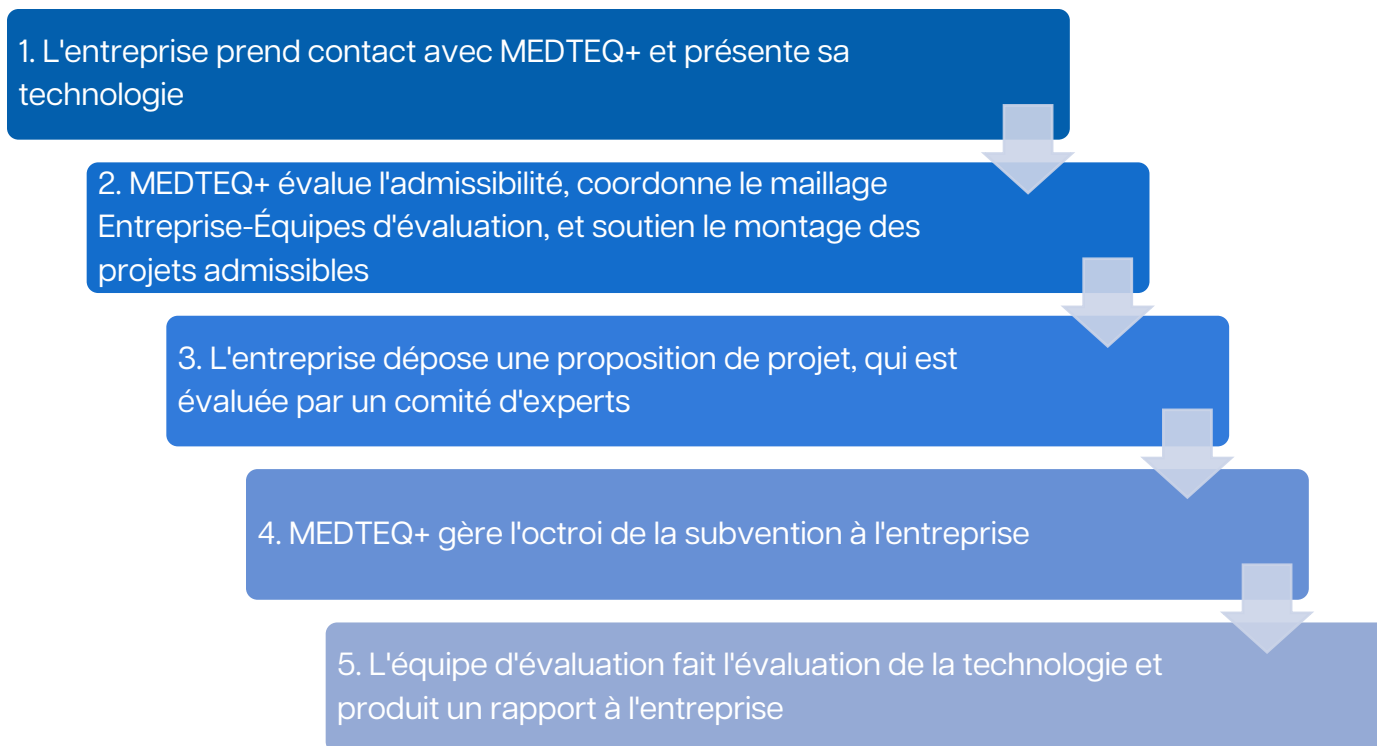 1. L'entreprise prend contact avec MEDTEQ+ et présente sa
technologie
2. MEDTEQ+ évalue l'admissibilité, coordonne le maillage
Entreprise-Équipes d'évaluation, et soutien le montage des
projets admissibles
3. L'entreprise dépose une proposition de projet, qui est
évaluée par un comité d'experts
4. MEDTEQ+ gère l'octroi de la subvention à l'entreprise
5. L'équipe d'évaluation fait l'évaluation de la technologie et
produit un rapport à l'entreprise